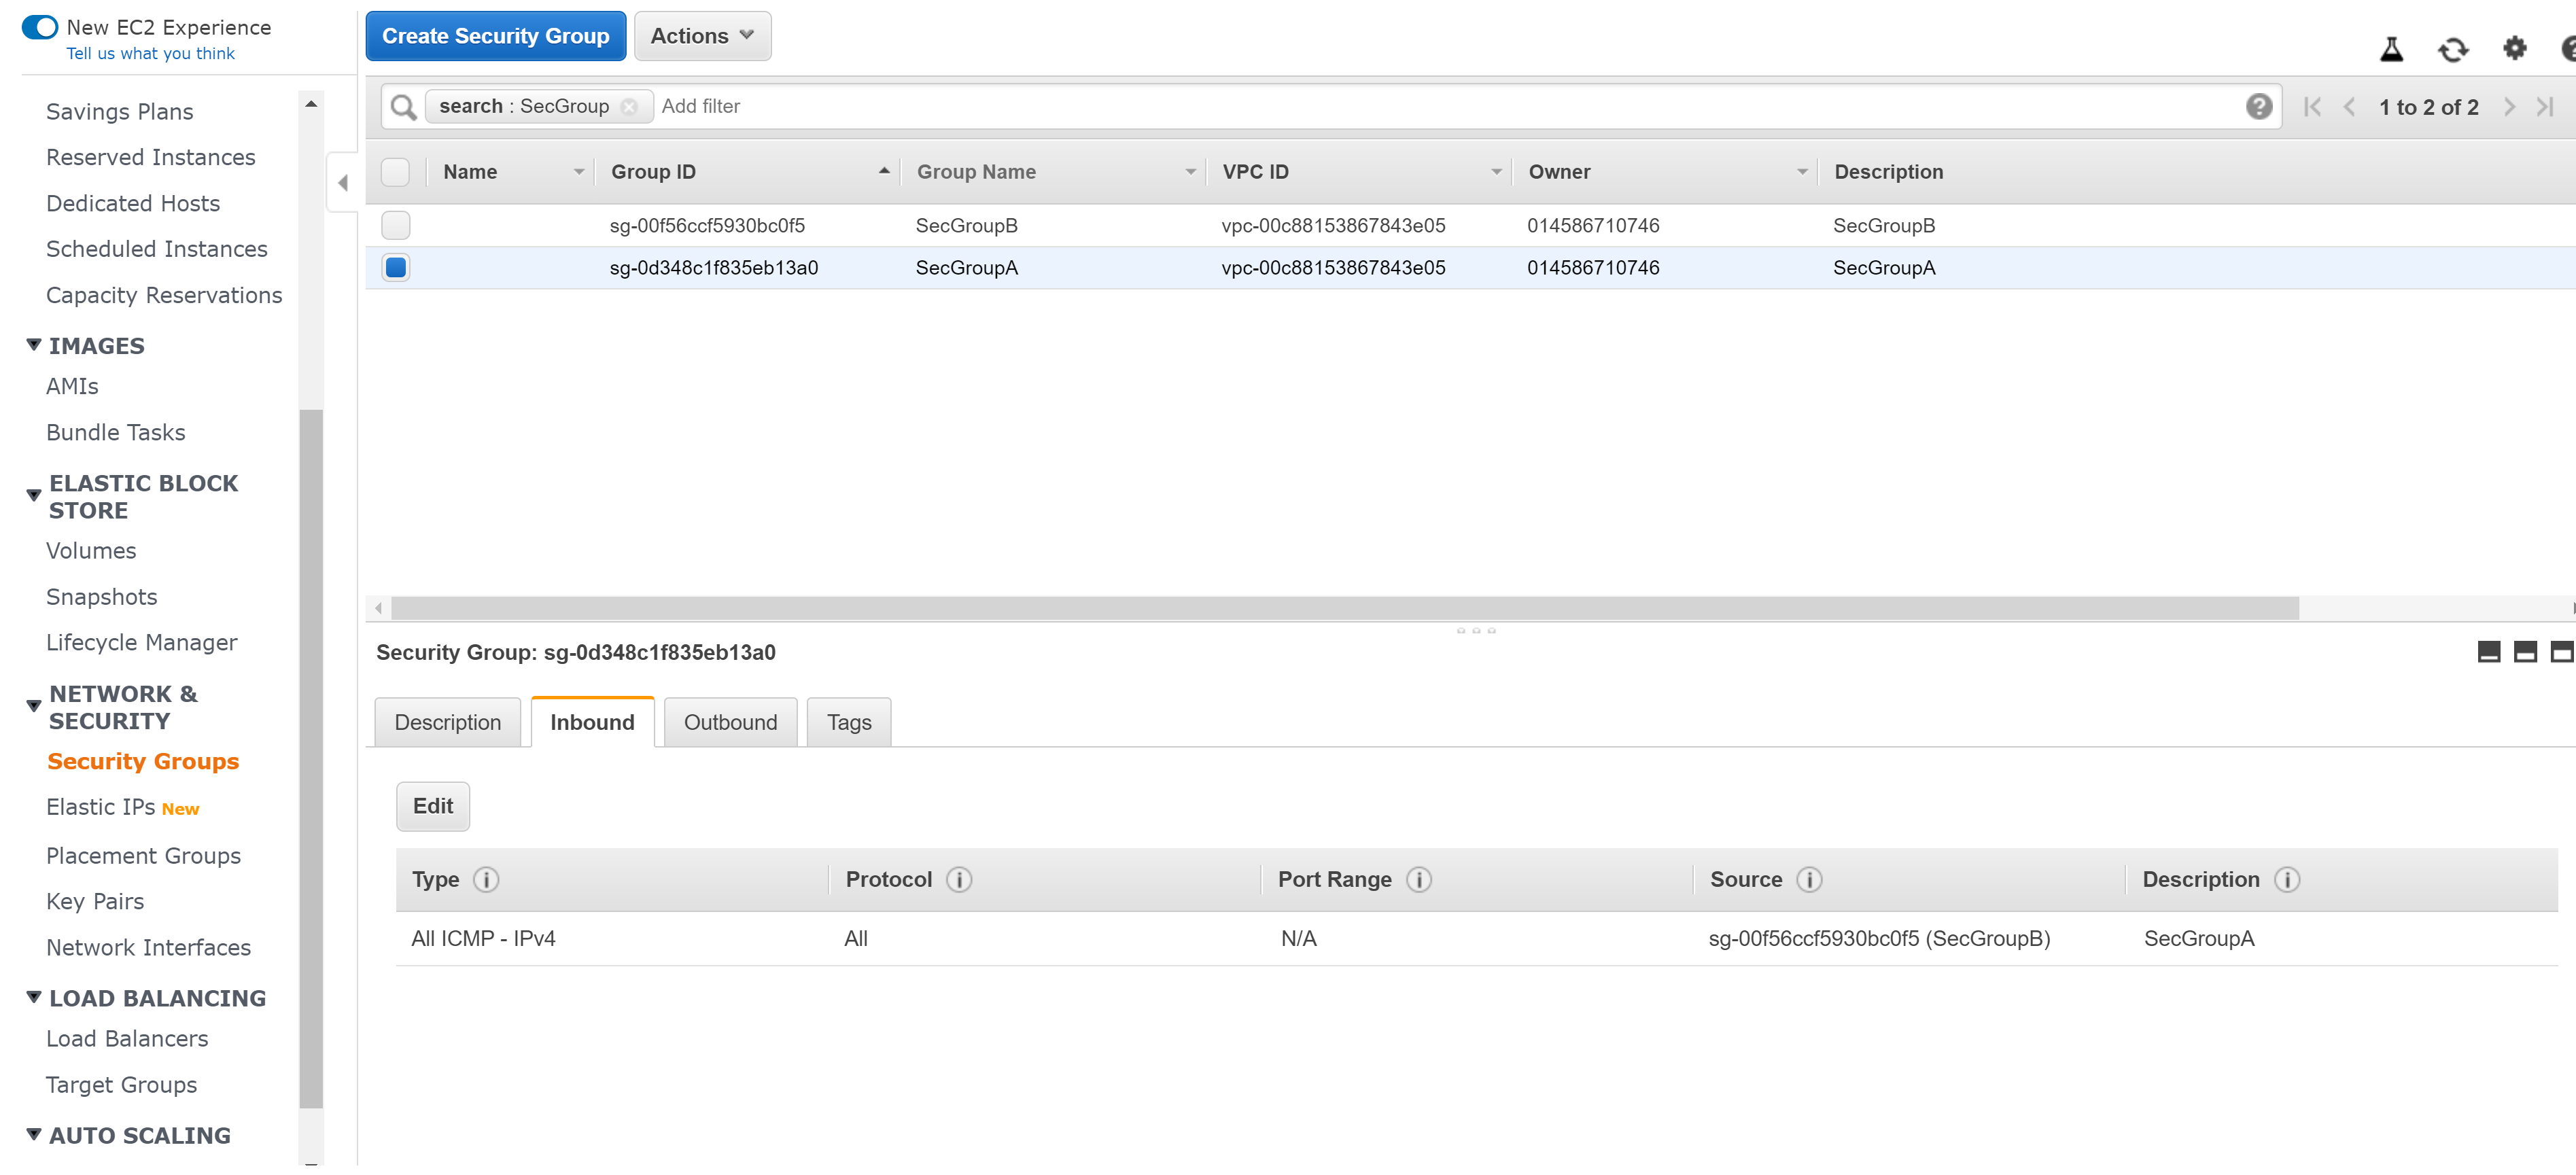 New EC2 Experience
Tell us what you think
Savings Plans
Reserved Instances
Dedicated Hosts
Scheduled Instances
Capacity Reservations
IMAGES
AMIs
Bundle Tasks
ELASTIC BLOCK
STORE
Volumes
Snapshots
Lifecycle Manager
NETWORK &
SECURITY
Security Groups
Elastic IPs New
Placement Groups
Key Pairs
Network Interfaces
LOAD BALANCING
Load Balancers
Target Groups
AUTO SCALING
Create Security Group Actions
search : SecGroup Add filter 1 to 2 of 2
Name Group ID Group Name VPC ID Owner Description
sg-00f56ccf5930bc0f5 SecGroupB vpc-00c88153867843e05 014586710746 SecGroupB
sg-0d348c1f835eb13a0 SecGroupA vpc-00c88153867843e05 014586710746 SecGroupA
Security Group: sg-0d348c1f835eb13a0
Description Inbound Outbound Tags
Edit
Type Protocol Port Range Source Description
All ICMP - IPv4 All N/A sg-00f56ccf5930bc0f5 (SecGroupB) SecGroupA